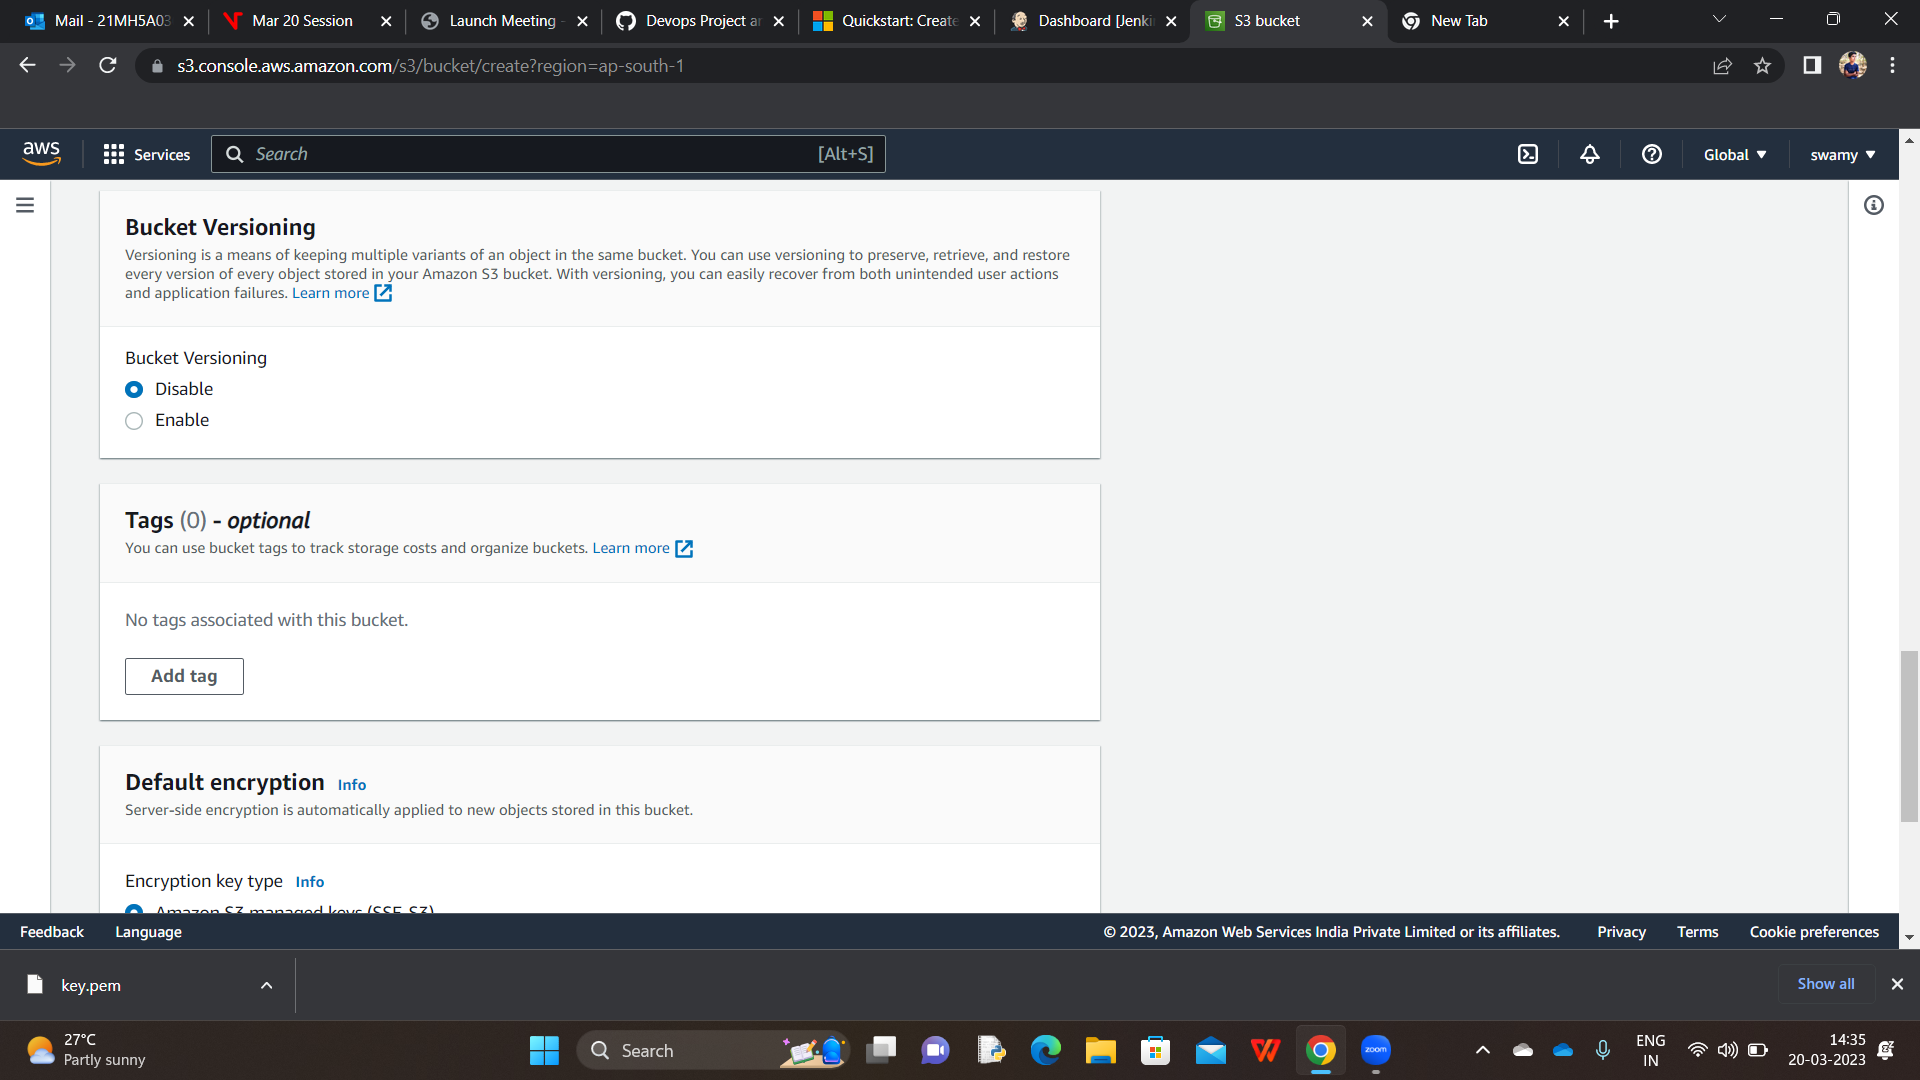 Mail - 21MH5A03
Mar 20 Session
Launch Meeting -
Devops Project ar
Quickstart: Create
Dashboard [Jenki
S3 bucket
New Tab
s3.console.aws.amazon.com/s3/bucket/create?region=ap-south-1
aws
Services
Search
[Alt+S]
Global
swamy
Bucket Versioning
Versioning is a means of keeping multiple variants of an object in the same bucket. You can use versioning to preserve, retrieve, and restore
every version of every object stored in your Amazon S3 bucket. With versioning, you can easily recover from both unintended user actions
and application failures. Learn more
Bucket Versioning
Disable
Enable
Tags (0) - optional
You can use bucket tags to track storage costs and organize buckets. Learn more
No tags associated with this bucket.
Add tag
Default encryption Info
Server-side encryption is automatically applied to new objects stored in this bucket.
Encryption key type Info
Amazon S3 managed keys (SSE-S3)
Feedback
Language
© 2023, Amazon Web Services India Private Limited or its affiliates.
Privacy
Terms
Cookie preferences
key.pem
Show all
27°C
Partly sunny
Search
zoom
ENG
IN
14:35
20-03-2023